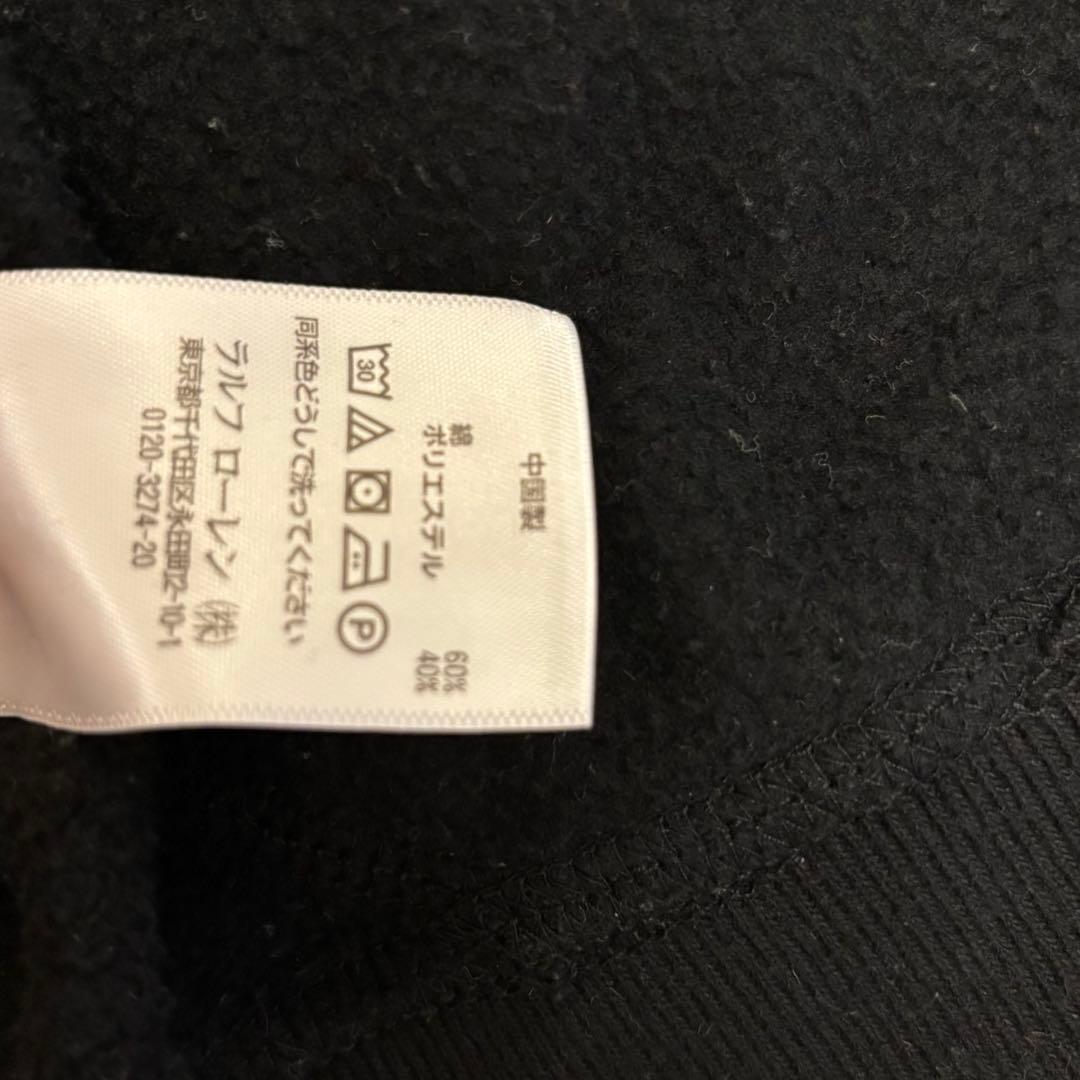 中国製
綿 60%
ポリエステル 40%
30
P
同系色どうしで洗ってください
ラルフ ローレン (株)
東京都千代田区永田町2-10-1
0120-3274-20